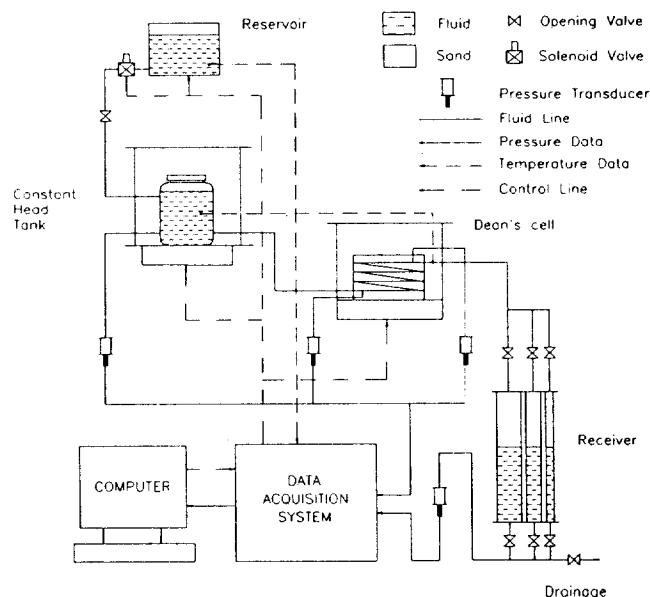 Reservoir
Fluid
Opening Valve
Sand
Solenoid Valve
Pressure Transducer
Fluid Line
Pressure Data
Temperature Data
Control Line
Constant
Head
Tank
Dean's cell
Receiver
COMPUTER
DATA
ACQUISITION
SYSTEM
Drainage